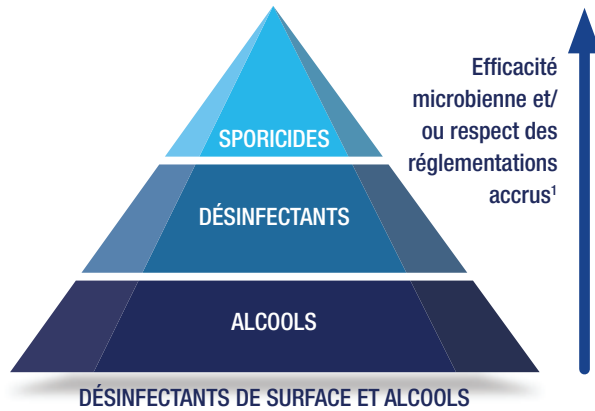 SPORICIDES
DÉSINFECTANTS
ALCOOLS
DÉSINFECTANTS DE SURFACE ET ALCOOLS
Efficacité
microbienne et/
ou respect des
réglementations
accrus¹